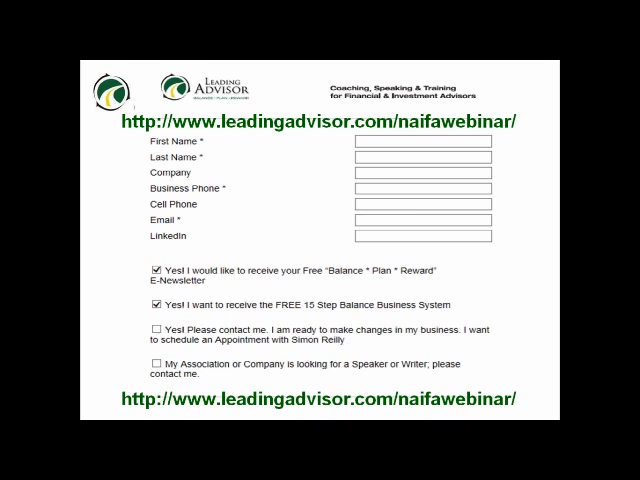 LEADING
ADVISOR
BALANCE • PLAN • REWARD
Coaching, Speaking & Training
for Financial & Investment Advisors
http://www.leadingadvisor.com/naifawebinar/
First Name *
Last Name *
Company
Business Phone *
Cell Phone
Email *
LinkedIn
Yes! I would like to receive your Free “Balance * Plan * Reward”
E-Newsletter
Yes! I want to receive the FREE 15 Step Balance Business System
Yes! Please contact me. I am ready to make changes in my business. I want
to schedule an Appointment with Simon Reilly
My Association or Company is looking for a Speaker or Writer; please
contact me.
http://www.leadingadvisor.com/naifawebinar/